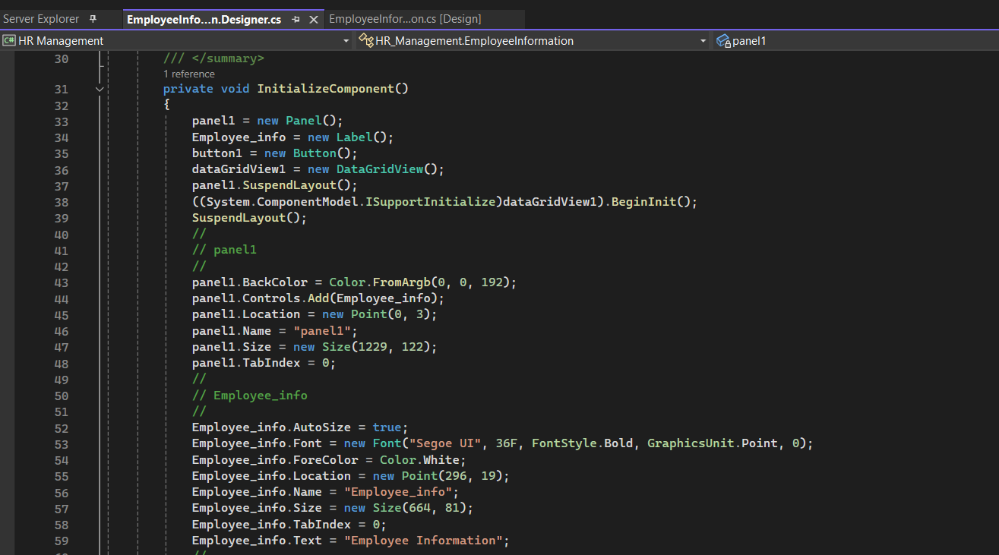 Server Explorer
EmployeeInfo...n.Designer.cs
EmployeeInfor...on.cs [Design]
C# HR Management
HR_Management.EmployeeInformation
panel1
30 /// </summary>
1 reference
31 private void InitializeComponent()
32 {
33 panel1 = new Panel();
34 Employee_info = new Label();
35 button1 = new Button();
36 dataGridView1 = new DataGridView();
37 panel1.SuspendLayout();
38 ((System.ComponentModel.ISupportInitialize)dataGridView1).BeginInit();
39 SuspendLayout();
40 //
41 // panel1
42 //
43 panel1.BackColor = Color.FromArgb(0, 0, 192);
44 panel1.Controls.Add(Employee_info);
45 panel1.Location = new Point(0, 3);
46 panel1.Name = "panel1";
47 panel1.Size = new Size(1229, 122);
48 panel1.TabIndex = 0;
49 //
50 // Employee_info
51 //
52 Employee_info.AutoSize = true;
53 Employee_info.Font = new Font("Segoe UI", 36F, FontStyle.Bold, GraphicsUnit.Point, 0);
54 Employee_info.ForeColor = Color.White;
55 Employee_info.Location = new Point(296, 19);
56 Employee_info.Name = "Employee_info";
57 Employee_info.Size = new Size(664, 81);
58 Employee_info.TabIndex = 0;
59 Employee_info.Text = "Employee Information";